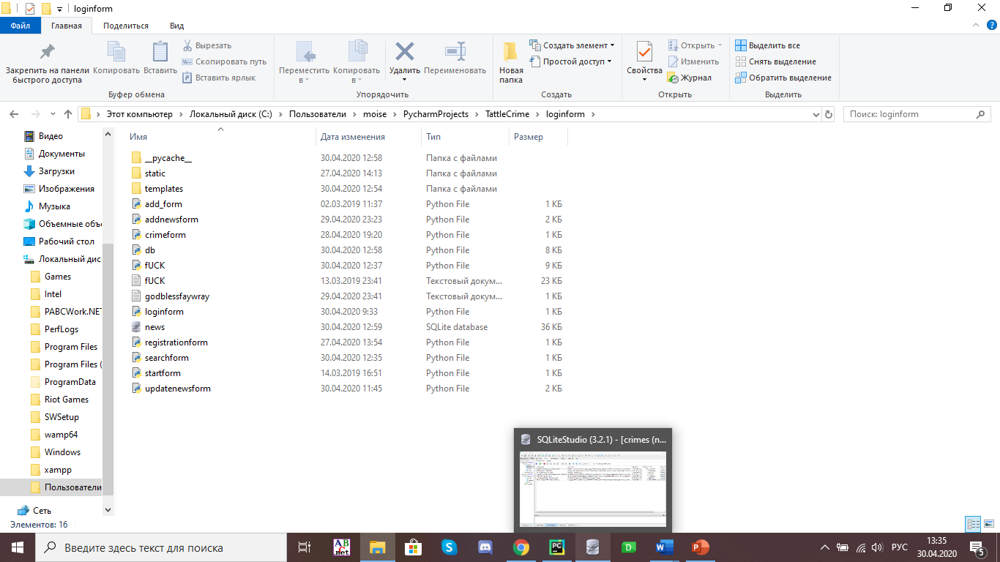 loginform
Файл Главная Поделиться Вид
Закрепить на панели быстрого доступа
Копировать
Вставить
Вырезать
Скопировать путь
Вставить ярлык
Буфер обмена
Переместить в
Копировать в
Удалить
Переименовать
Упорядочить
Новая папка
Создать элемент
Простой доступ
Создать
Свойства
Открыть
Изменить
Журнал
Открыть
Выделить все
Снять выделение
Обратить выделение
Выделить
Этот компьютер > Локальный диск (C:) > Пользователи > moise > PycharmProjects > TattleCrime > loginform >
Поиск: loginform
Видео
Документы
Загрузки
Изображения
Музыка
Объемные объ
Рабочий стол
Локальный дис
Games
Intel
PABCWork.NET
PerfLogs
Program Files
Program Files (
ProgramData
Riot Games
SWSetup
wamp64
Windows
xampp
Пользователи
Сеть
Имя Дата изменения Тип Размер
__pycache__ 30.04.2020 12:58 Папка с файлами
static 27.04.2020 14:13 Папка с файлами
templates 30.04.2020 12:54 Папка с файлами
add_form 02.03.2019 11:37 Python File 1 КБ
addnewsform 29.04.2020 23:23 Python File 2 КБ
crimeform 28.04.2020 19:20 Python File 1 КБ
db 30.04.2020 12:58 Python File 8 КБ
fUCK 30.04.2020 12:37 Python File 9 КБ
fUCK 13.03.2019 23:41 Текстовый докум... 23 КБ
godblessfaywray 29.04.2020 23:41 Текстовый докум... 1 КБ
loginform 30.04.2020 9:33 Python File 1 КБ
news 30.04.2020 12:59 SQLite database 36 КБ
registrationform 27.04.2020 13:54 Python File 1 КБ
searchform 30.04.2020 12:35 Python File 1 КБ
startform 14.03.2019 16:51 Python File 1 КБ
updatenewsform 30.04.2020 11:45 Python File 2 КБ
SQLiteStudio (3.2.1) - [crimes (n...
Элементов: 16
Введите здесь текст для поиска
РУС
13:35
30.04.2020
5